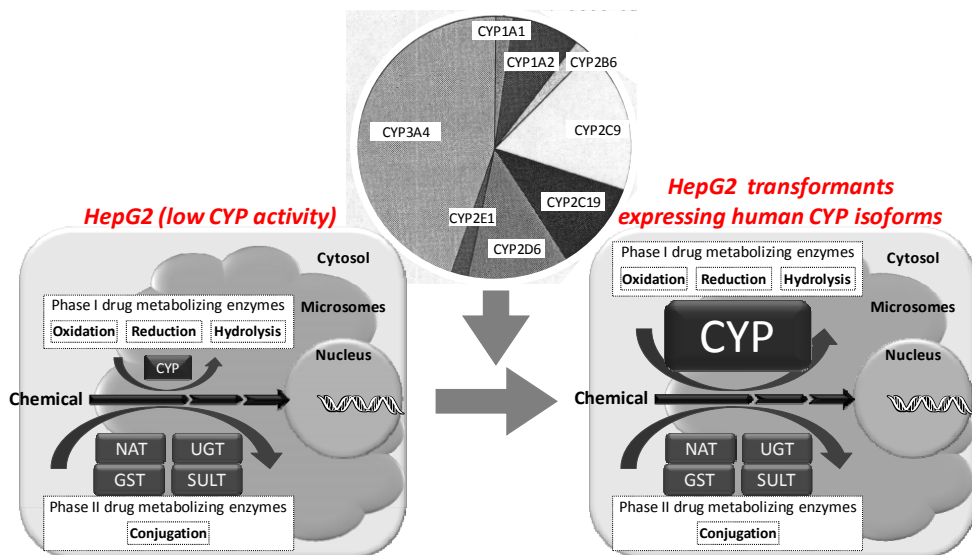 CYP1A1
CYP1A2
CYP2B6
CYP3A4
CYP2C9
CYP2C19
CYP2E1
CYP2D6
HepG2 (low CYP activity)
Cytosol
Phase I drug metabolizing enzymes
Microsomes
Oxidation Reduction Hydrolysis
Nucleus
CYP
Chemical
NAT UGT
GST SULT
Phase II drug metabolizing enzymes
Conjugation
HepG2 transformants
expressing human CYP isoforms
Phase I drug metabolizing enzymes
Cytosol
Oxidation Reduction Hydrolysis
Microsomes
CYP
Nucleus
Chemical
NAT UGT
GST SULT
Phase II drug metabolizing enzymes
Conjugation